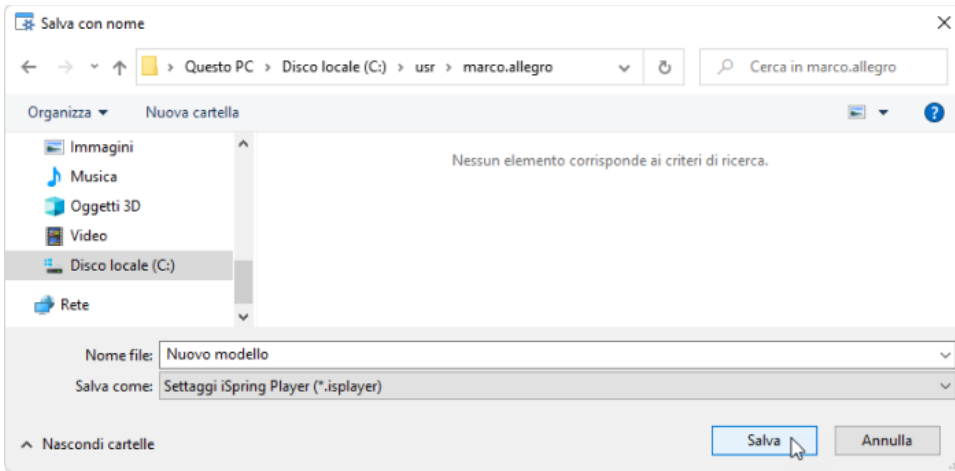 Salva con nome
Questo PC > Disco locale (C:) > usr > marco.allegro
Cerca in marco.allegro
Organizza
Nuova cartella
Immagini
Musica
Oggetti 3D
Video
Disco locale (C:)
Rete
Nessun elemento corrisponde ai criteri di ricerca.
Nome file: Nuovo modello
Salva come: Settaggi iSpring Player (*.isplayer)
Nascondi cartelle
Salva
Annulla